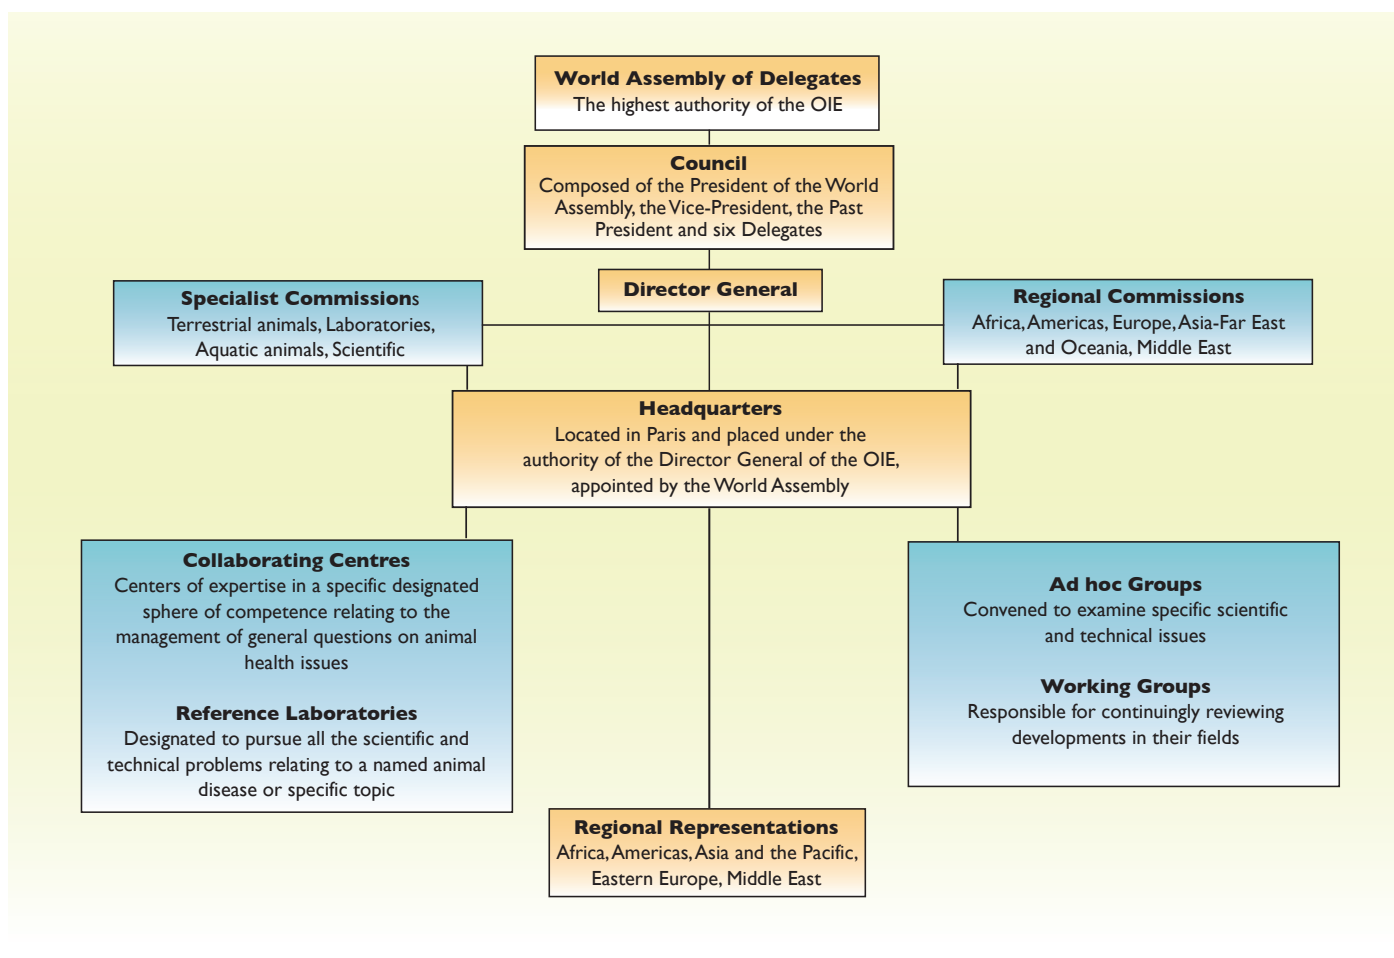 World Assembly of Delegates
The highest authority of the OIE
Council
Composed of the President of the World
Assembly, the Vice-President, the Past
President and six Delegates
Director General
Specialist Commissions
Terrestrial animals, Laboratories,
Aquatic animals, Scientific
Regional Commissions
Africa, Americas, Europe, Asia-Far East
and Oceania, Middle East
Headquarters
Located in Paris and placed under the
authority of the Director General of the OIE,
appointed by the World Assembly
Collaborating Centres
Centers of expertise in a specific designated
sphere of competence relating to the
management of general questions on animal
health issues
Reference Laboratories
Designated to pursue all the scientific and
technical problems relating to a named animal
disease or specific topic
Ad hoc Groups
Convened to examine specific scientific
and technical issues
Working Groups
Responsible for continuingly reviewing
developments in their fields
Regional Representations
Africa, Americas, Asia and the Pacific,
Eastern Europe, Middle East